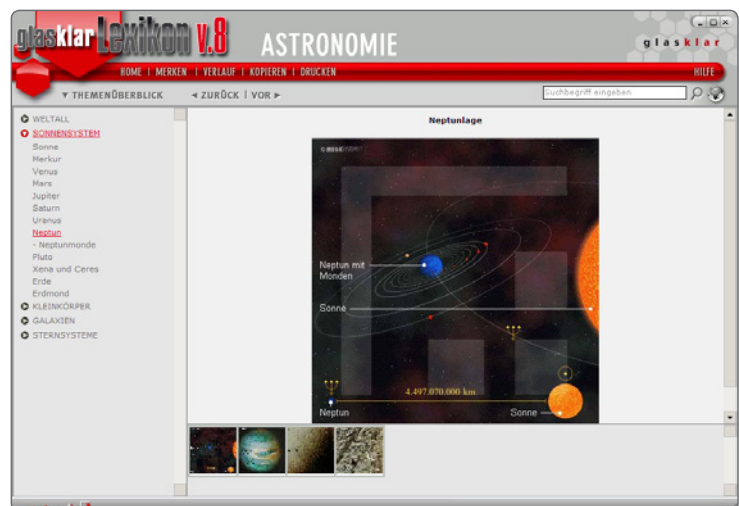 glasklar Lexikon v.8
ASTRONOMIE
glasklar
HOME | MERKEN | VERLAUF | KOPIEREN | DRUCKEN
HILFE
▼ THEMENÜBERBLICK
◄ ZURÜCK | VOR ►
Suchbegriff eingeben
WELTALL
SONNENSYSTEM
Sonne
Merkur
Venus
Mars
Jupiter
Saturn
Uranus
Neptun
- Neptunmonde
Pluto
Xena und Ceres
Erde
Erdmond
KLEINKÖRPER
GALAXIEN
STERNSYSTEME
Neptunlage
Neptun mit
Monden
Sonne
4.497.070.000 km
Neptun
Sonne